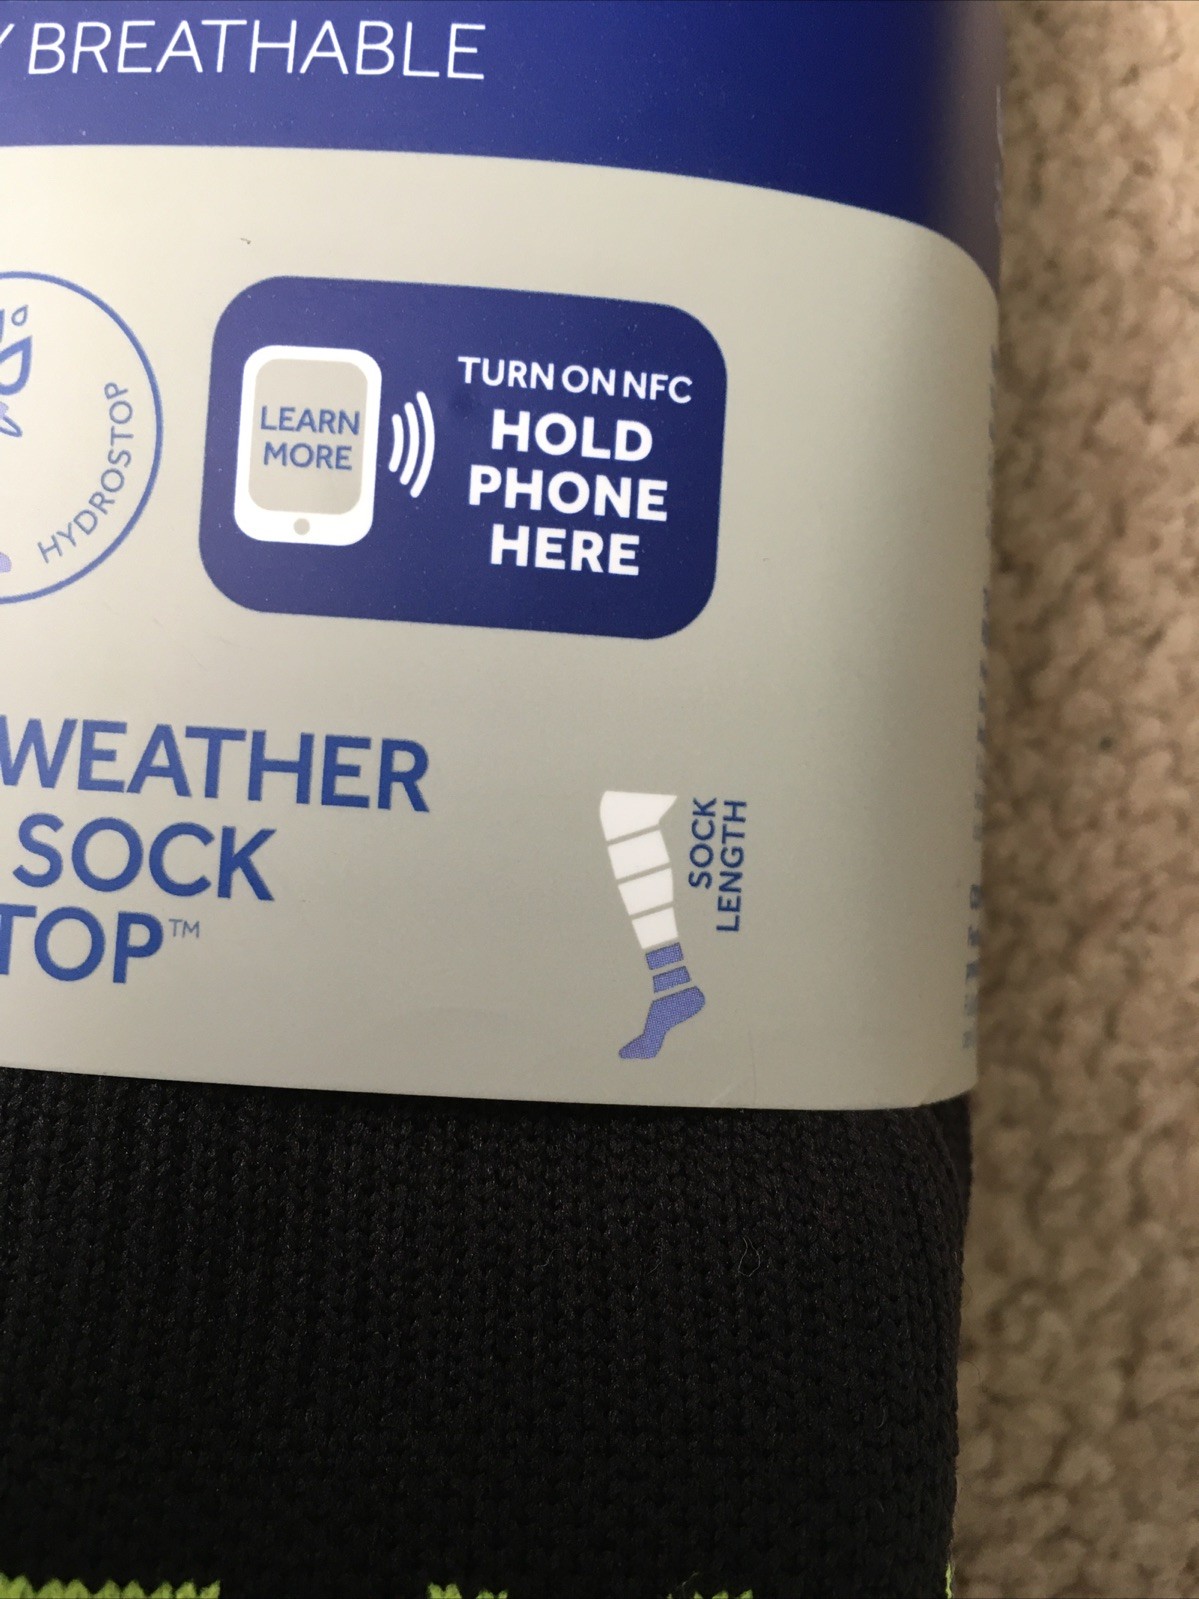 Y BREATHABLE
HYDROSTOP
LEARN
MORE
TURN ON NFC
HOLD
PHONE
HERE
WEATHER
SOCK
TOP™
SOCK
LENGTH